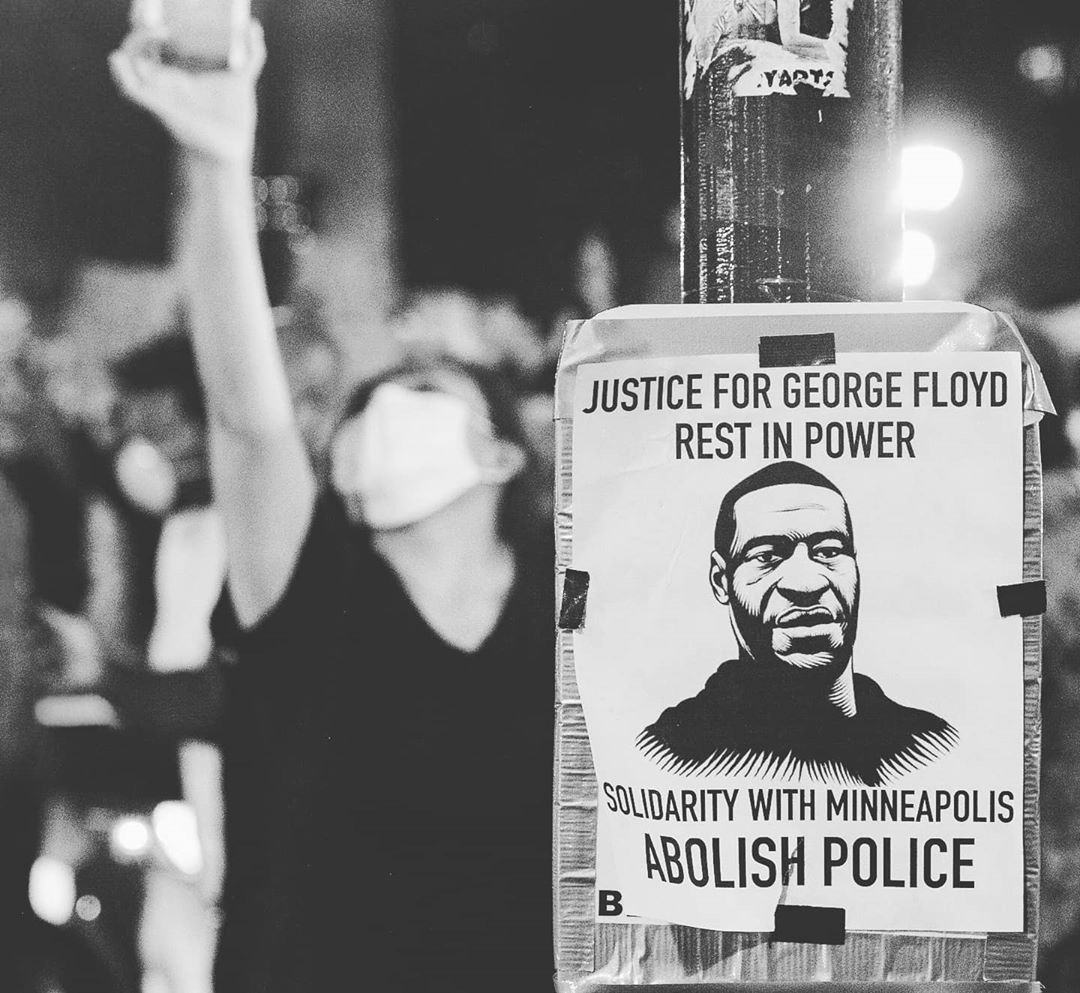 JUSTICE FOR GEORGE FLOYD
REST IN POWER
SOLIDARITY WITH MINNEAPOLIS
ABOLISH POLICE
B